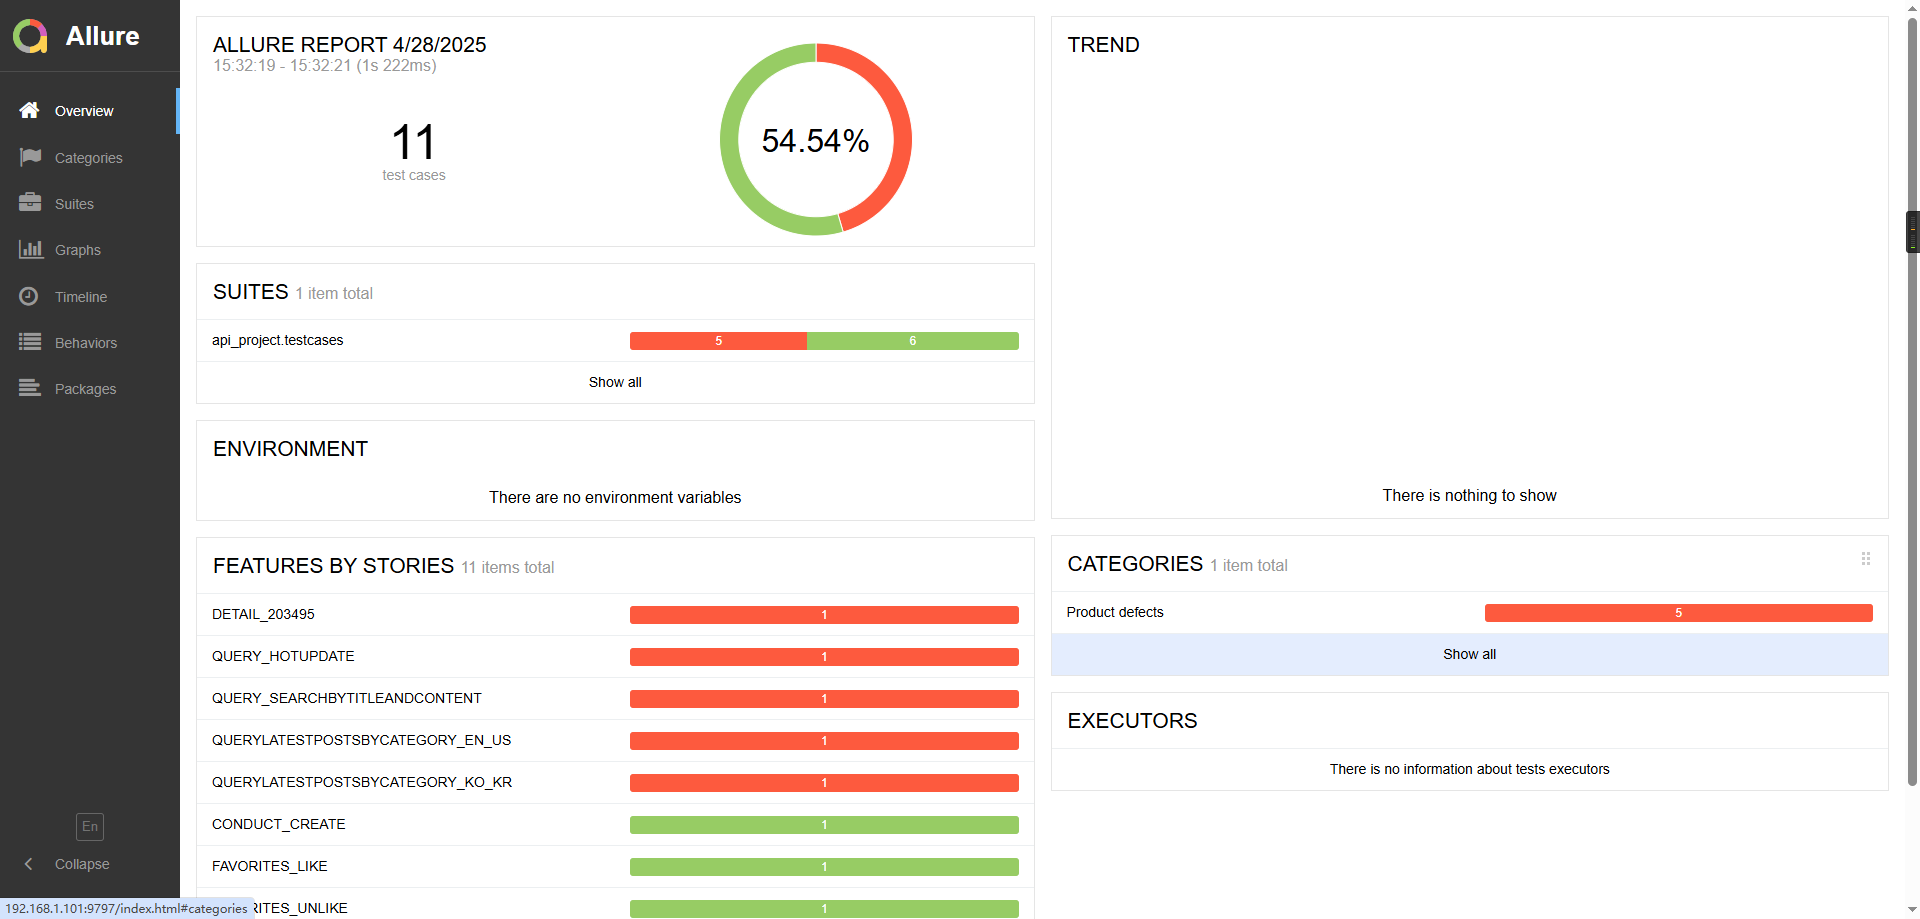 Allure
Overview
Categories
Suites
Graphs
Timeline
Behaviors
Packages
En
Collapse
192.168.1.101:9797/index.html#categories
ALLURE REPORT 4/28/2025
15:32:19 - 15:32:21 (1s 222ms)
11
test cases
54.54%
SUITES 1 item total
api_project.testcases 5 6
Show all
ENVIRONMENT
There are no environment variables
FEATURES BY STORIES 11 items total
DETAIL_203495 1
QUERY_HOTUPDATE 1
QUERY_SEARCHBYTITLEANDCONTENT 1
QUERYLATESTPOSTSBYCATEGORY_EN_US 1
QUERYLATESTPOSTSBYCATEGORY_KO_KR 1
CONDUCT_CREATE 1
FAVORITES_LIKE 1
RITES_UNLIKE 1
TREND
There is nothing to show
CATEGORIES 1 item total
Product defects 5
Show all
EXECUTORS
There is no information about tests executors